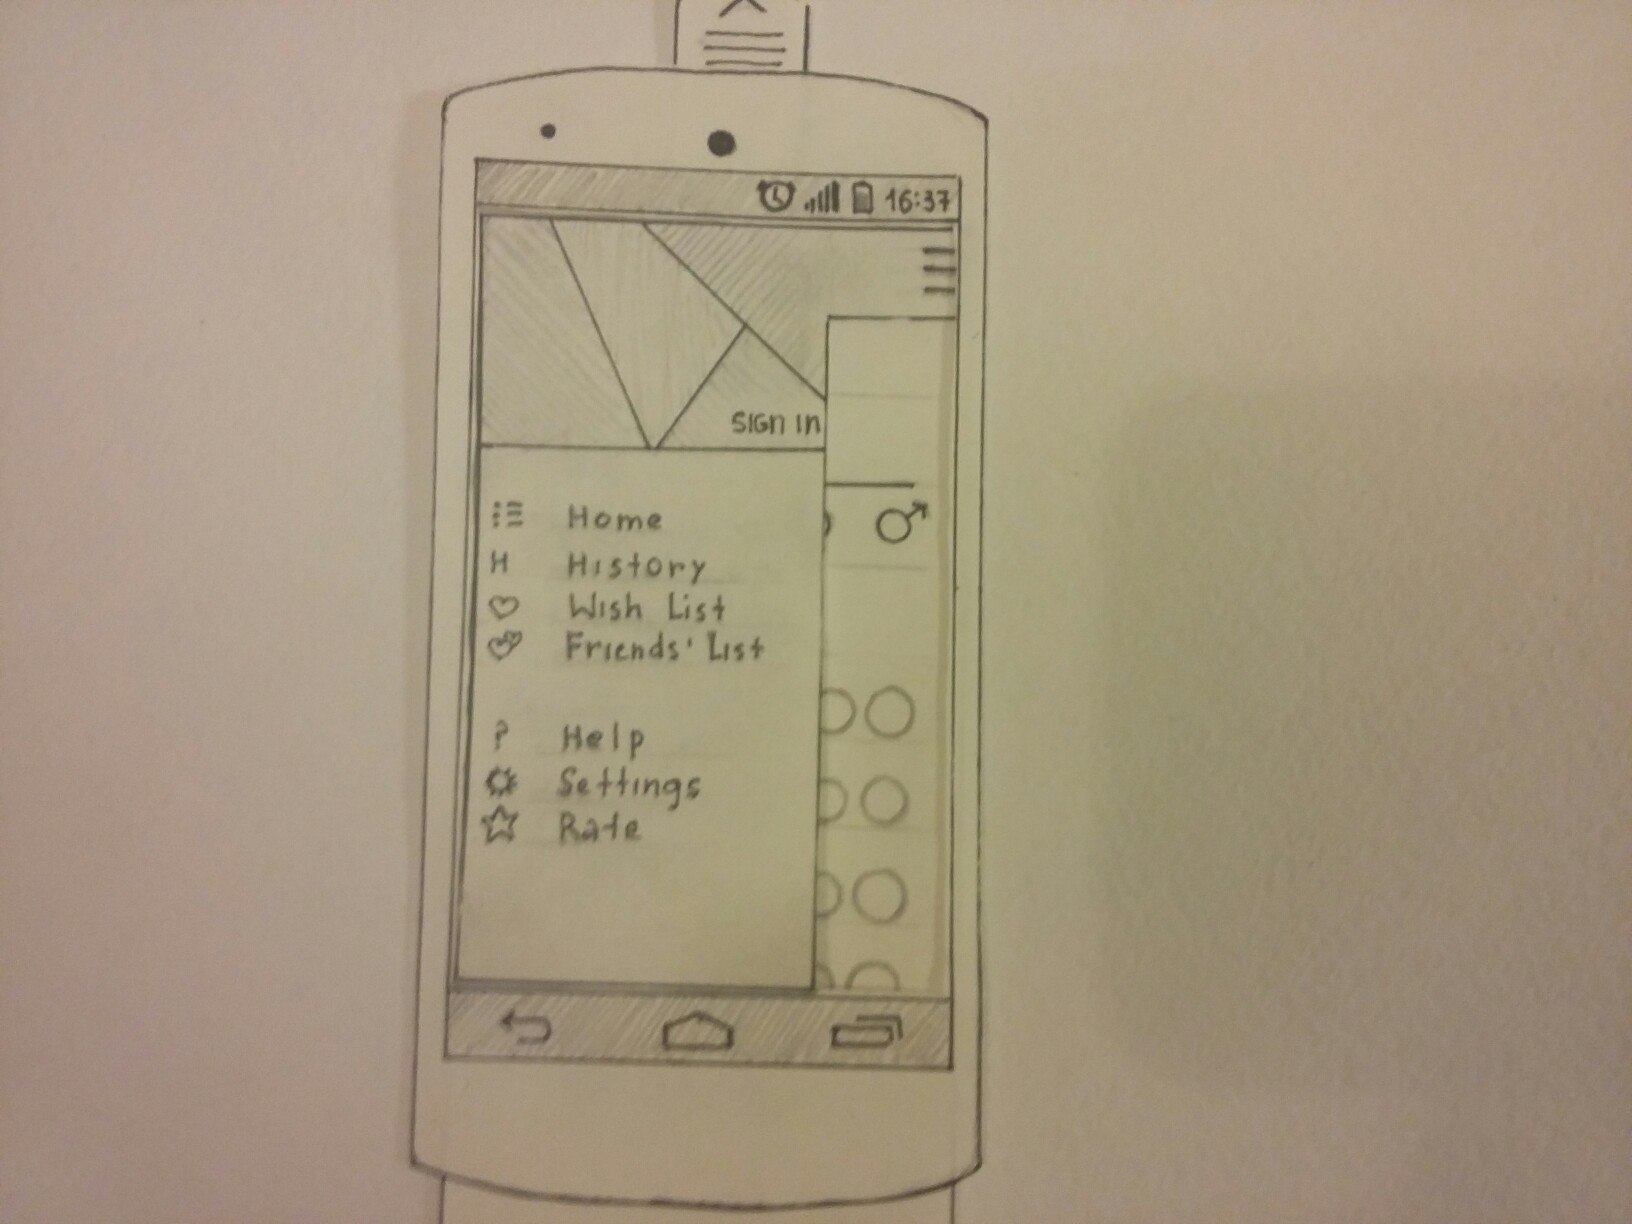 16:37
SIGN IN
Home
H History
Wish List
Friends' List
? Help
Settings
Rate